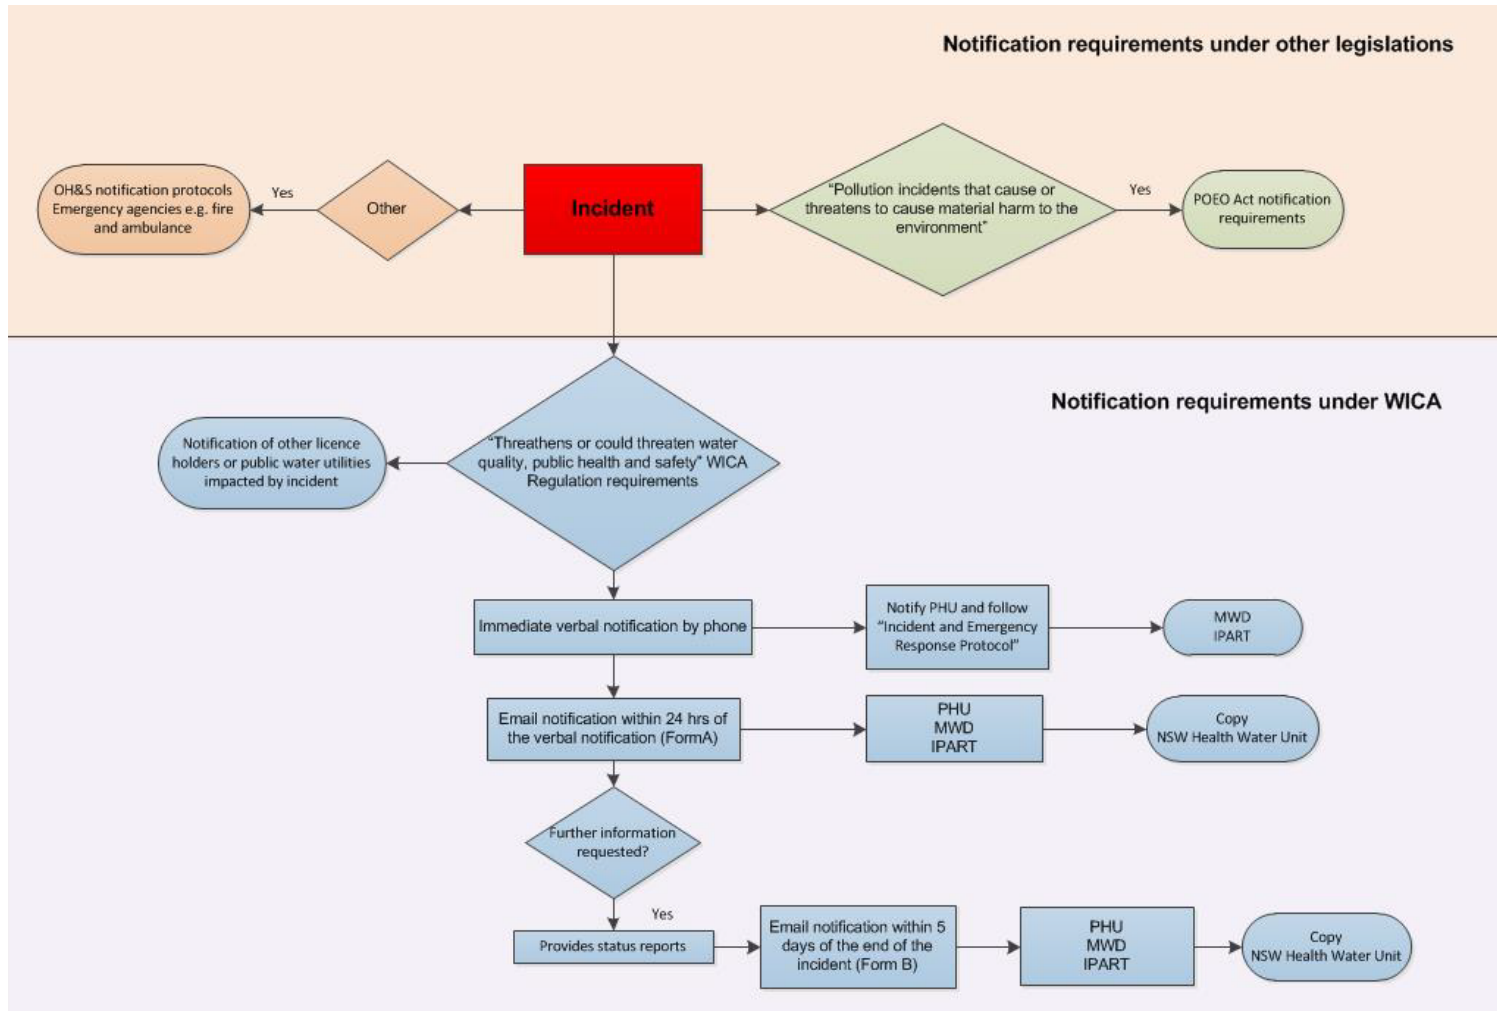 Notification requirements under other legislations
OH&S notification protocols
Emergency agencies e.g. fire
and ambulance
Yes
Other
Incident
“Pollution incidents that cause or
threatens to cause material harm to the
environment”
Yes
POEO Act notification
requirements
Notification requirements under WICA
Notification of other licence
holders or public water utilities
impacted by incident
“Threathens or could threaten water
quality, public health and safety” WICA
Regulation requirements
Immediate verbal notification by phone
Notify PHU and follow
“Incident and Emergency
Response Protocol”
MWD
IPART
Email notification within 24 hrs of
the verbal notification (FormA)
PHU
MWD
IPART
Copy
NSW Health Water Unit
Further information
requested?
Yes
Provides status reports
Email notification within 5
days of the end of the
incident (Form B)
PHU
MWD
IPART
Copy
NSW Health Water Unit